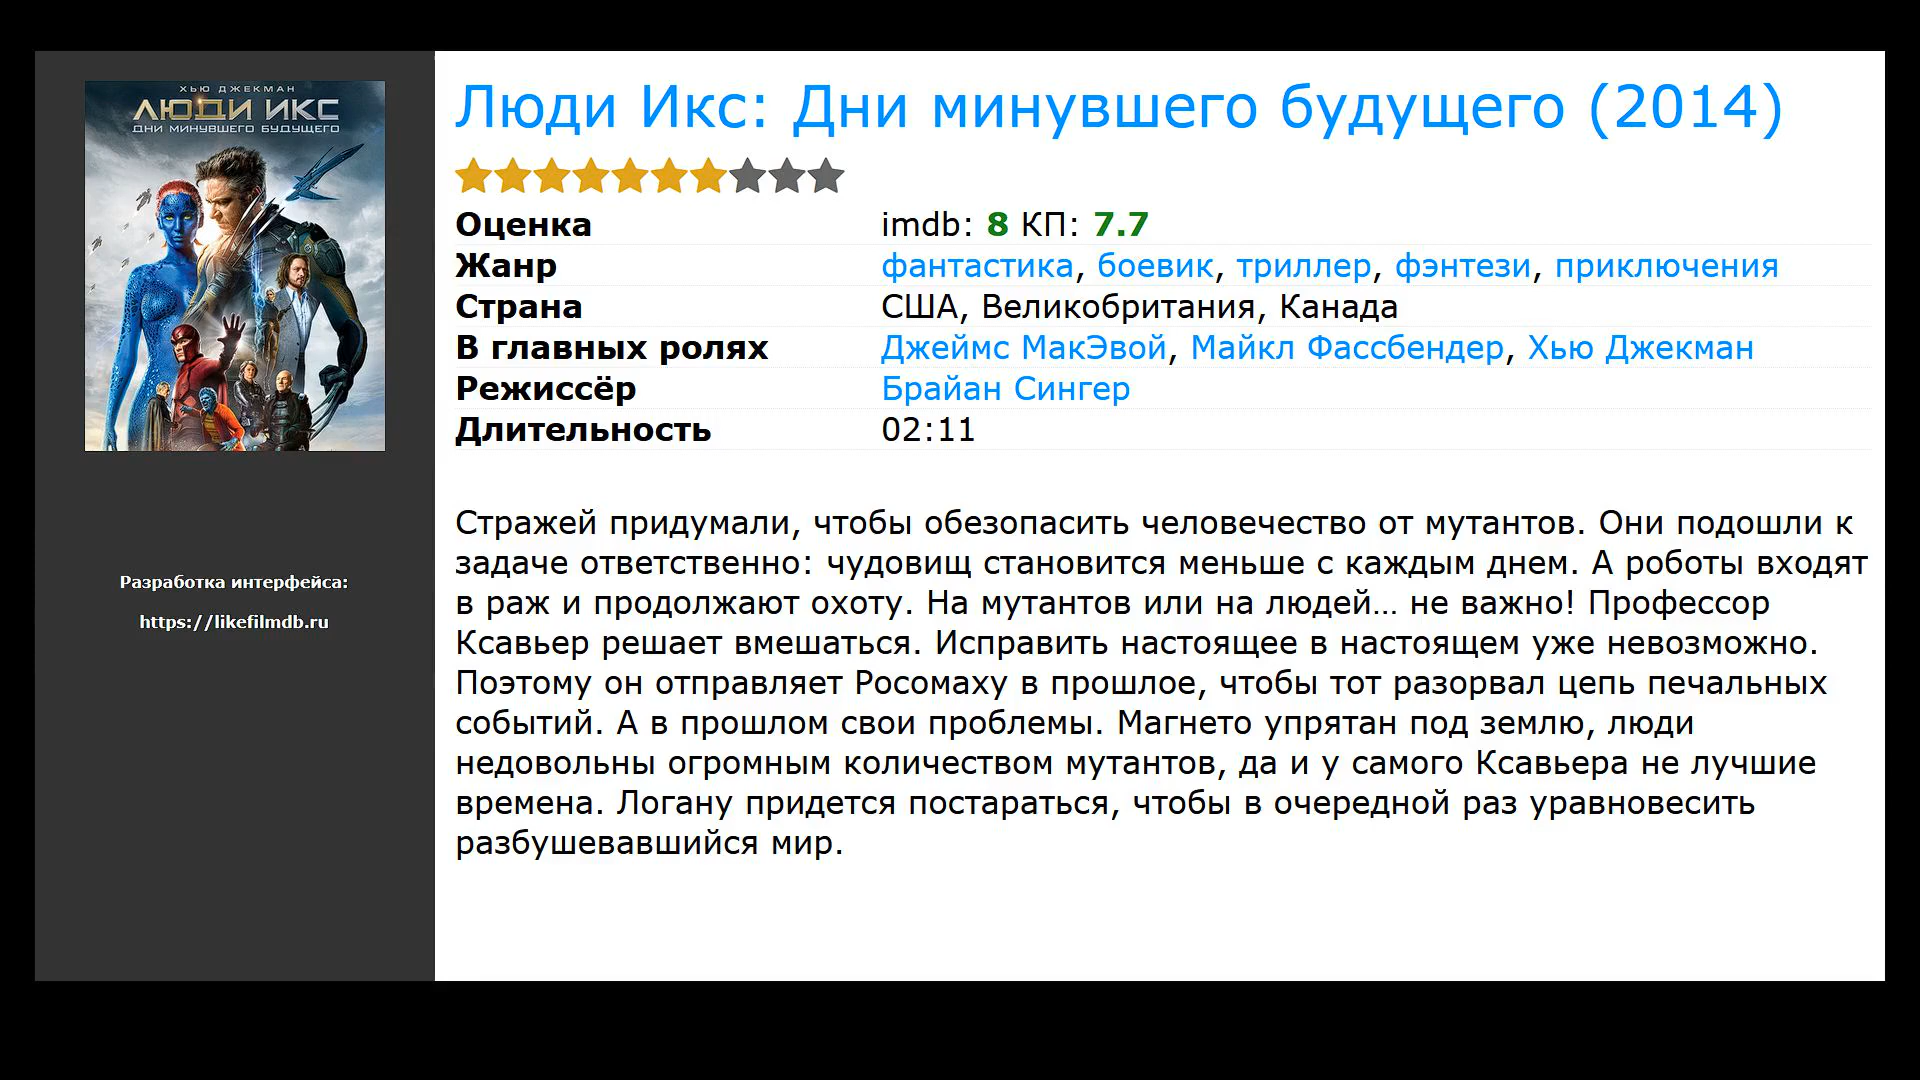 ХЬЮ ДЖЕКМАН
ЛЮДИ ИКС
ДНИ МИНУВШЕГО БУДУЩЕГО
Разработка интерфейса:
https://likefilmdb.ru
Люди Икс: Дни минувшего будущего (2014)
Оценка imdb: 8 КП: 7.7
Жанр фантастика, боевик, триллер, фэнтези, приключения
Страна США, Великобритания, Канада
В главных ролях Джеймс МакЭвой, Майкл Фассбендер, Хью Джекман
Режиссёр Брайан Сингер
Длительность 02:11
Стражей придумали, чтобы обезопасить человечество от мутантов. Они подошли к
задаче ответственно: чудовищ становится меньше с каждым днем. А роботы входят
в раж и продолжают охоту. На мутантов или на людей… не важно! Профессор
Ксавьер решает вмешаться. Исправить настоящее в настоящем уже невозможно.
Поэтому он отправляет Росомаху в прошлое, чтобы тот разорвал цепь печальных
событий. А в прошлом свои проблемы. Магнето упрятан под землю, люди
недовольны огромным количеством мутантов, да и у самого Ксавьера не лучшие
времена. Логану придется постараться, чтобы в очередной раз уравновесить
разбушевавшийся мир.